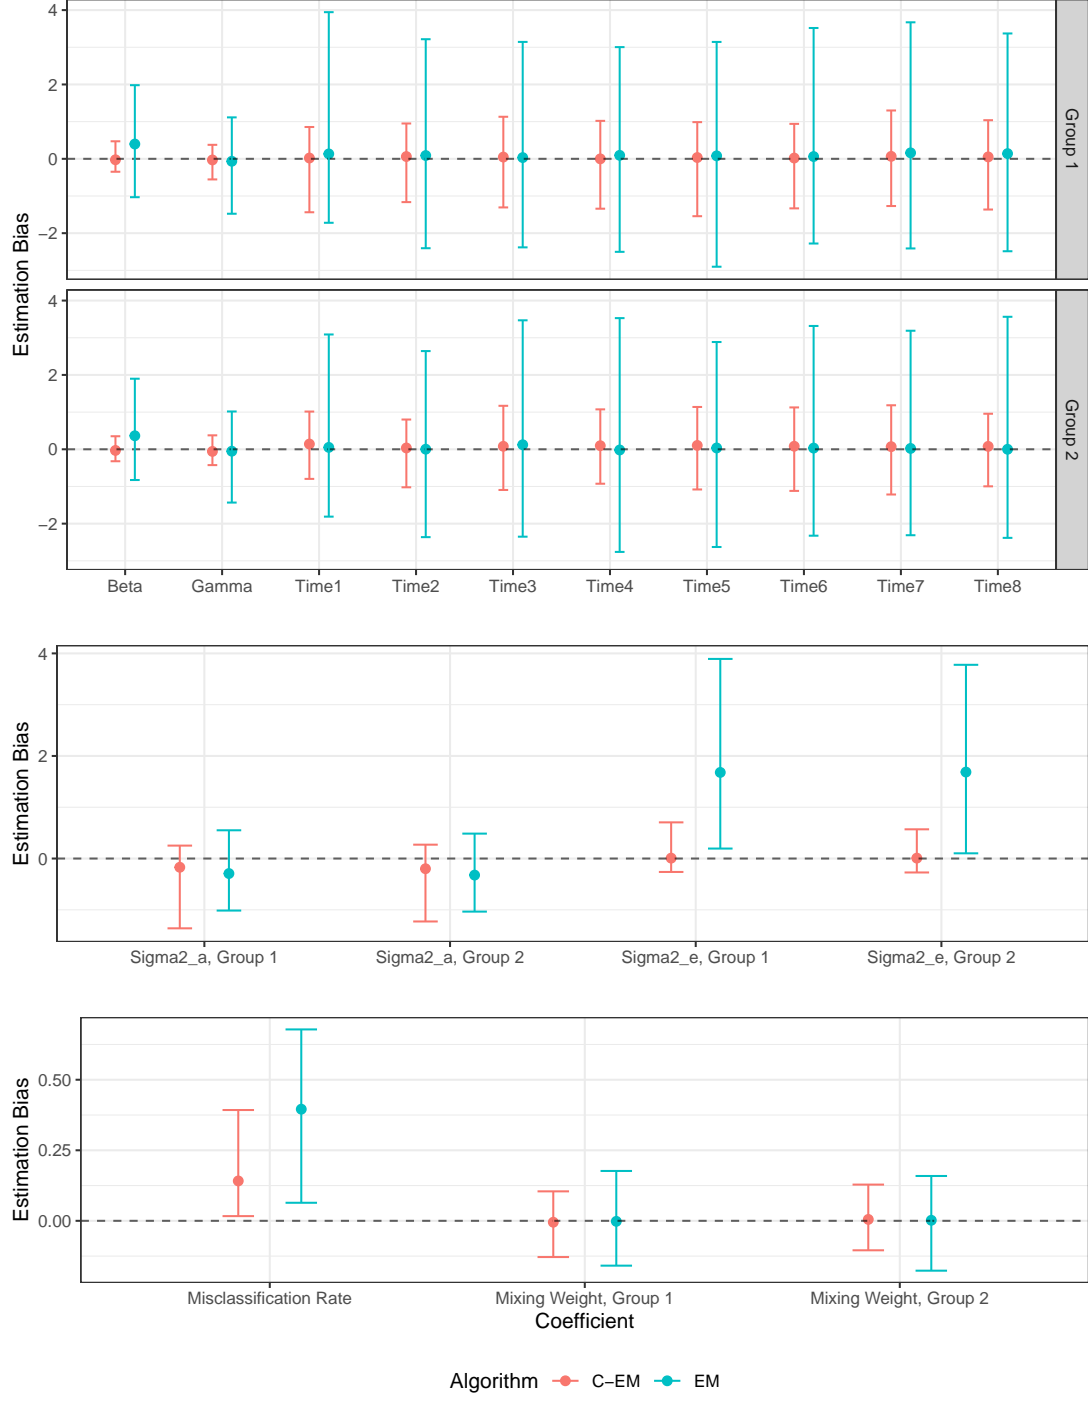 4
2
0
−2
Group 1
Estimation Bias
4
2
0
−2
Group 2
Beta Gamma Time1 Time2 Time3 Time4 Time5 Time6 Time7 Time8
4
2
0
Estimation Bias
Sigma2_a, Group 1 Sigma2_a, Group 2 Sigma2_e, Group 1 Sigma2_e, Group 2
0.50
0.25
0.00
Estimation Bias
Misclassification Rate Mixing Weight, Group 1 Mixing Weight, Group 2
Coefficient
Algorithm C−EM EM